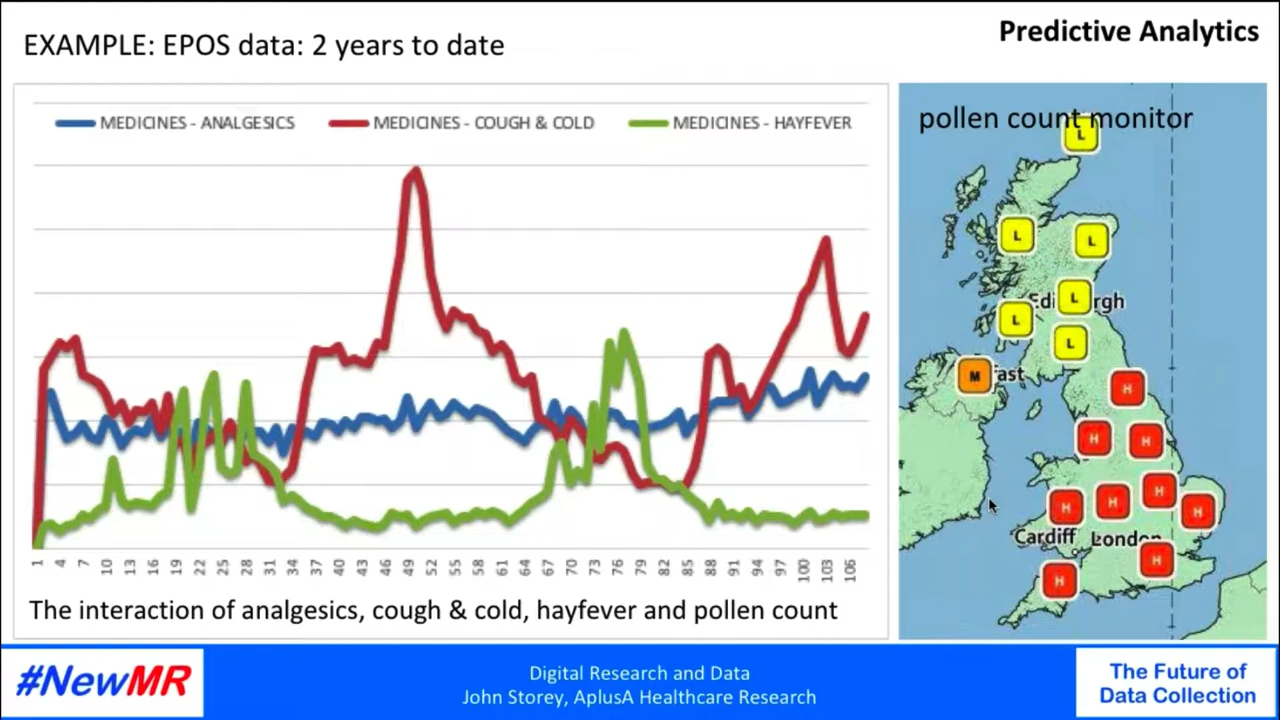 EXAMPLE: EPOS data: 2 years to date
Predictive Analytics
MEDICINES - ANALGESICS
MEDICINES - COUGH & COLD
MEDICINES - HAYFEVER
1 4 7 10 13 16 19 22 25 28 31 34 37 40 43 46 49 52 55 58 61 64 67 70 73 76 79 82 85 88 91 94 97 100 103 106
The interaction of analgesics, cough & cold, hayfever and pollen count
pollen count monitor
L
L
L
L
L
L
M
H
H
H
H
H
H
H
Cardiff
London
H
H
#NewMR
Digital Research and Data
John Storey, AplusA Healthcare Research
The Future of
Data Collection